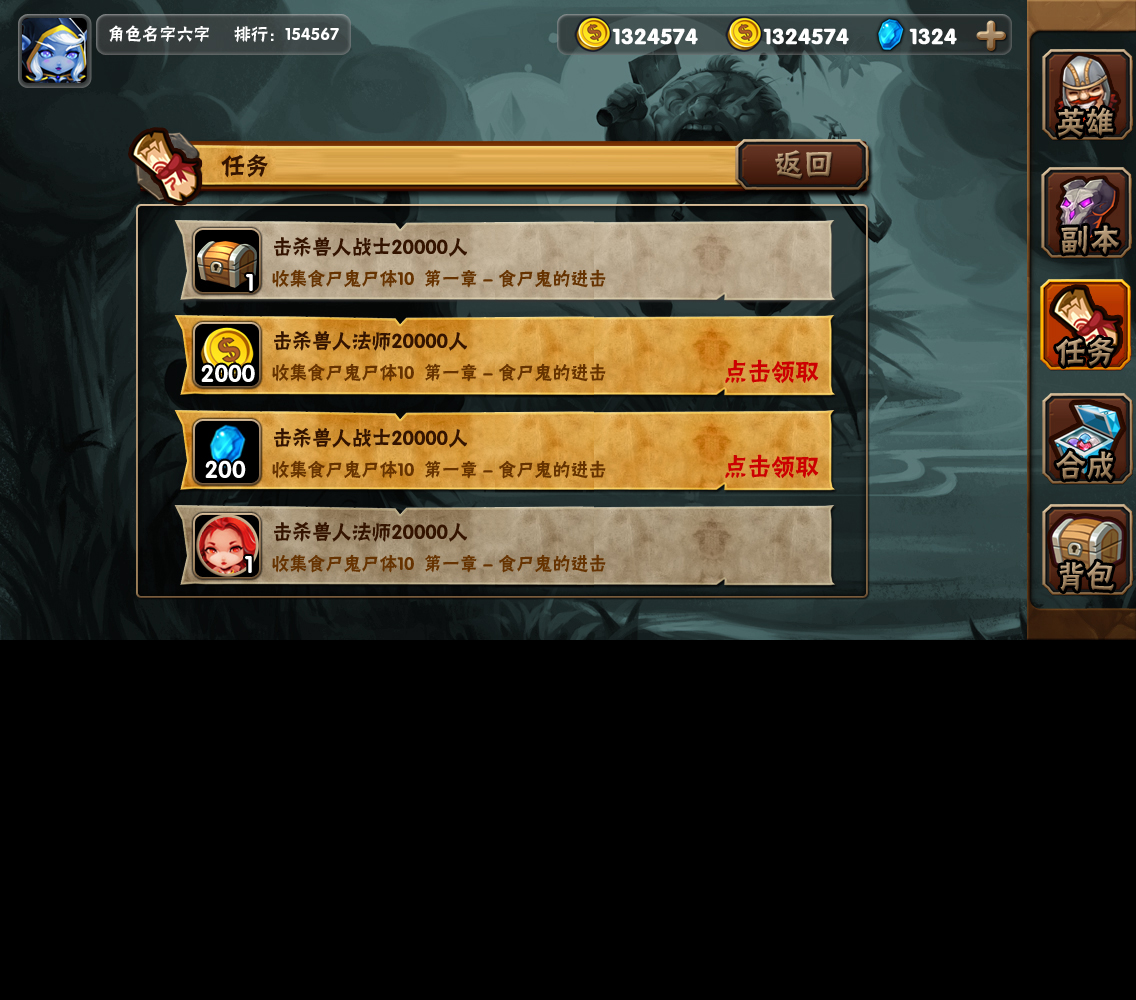 角色名字六字 排行：154567
1324574 1324574 1324
任务
返回
1
击杀兽人战士20000人
收集食尸鬼尸体10 第一章 – 食尸鬼的进击
2000
击杀兽人法师20000人
收集食尸鬼尸体10 第一章 – 食尸鬼的进击
点击领取
200
击杀兽人战士20000人
收集食尸鬼尸体10 第一章 – 食尸鬼的进击
点击领取
1
击杀兽人法师20000人
收集食尸鬼尸体10 第一章 – 食尸鬼的进击
英雄
副本
任务
合成
背包